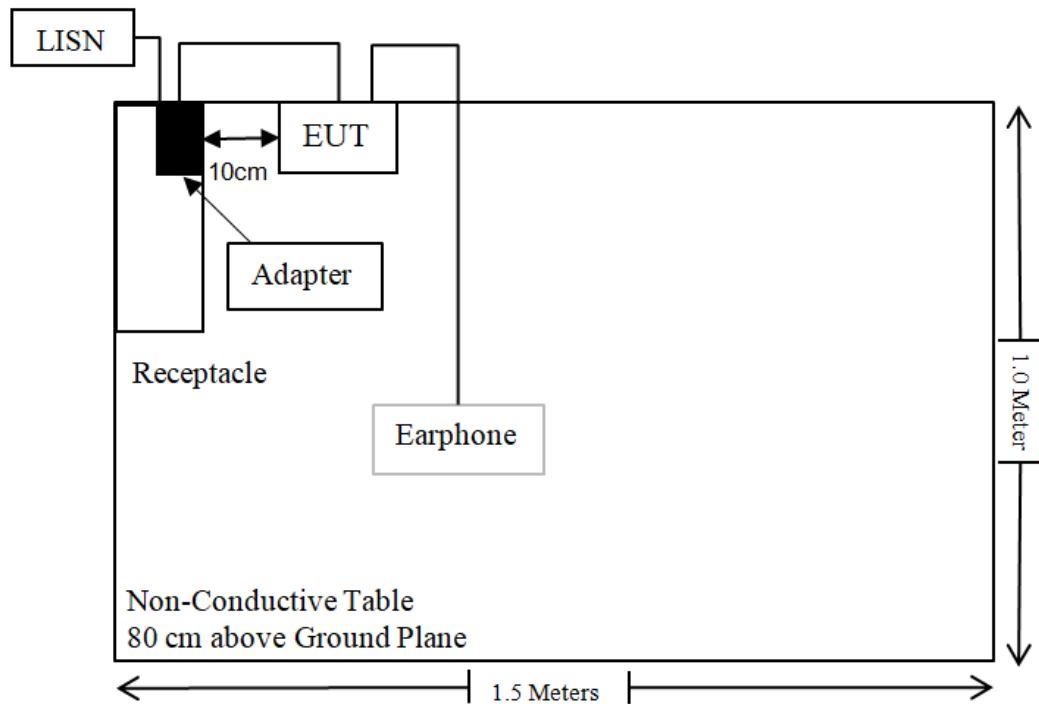 LISN
EUT
10cm
Adapter
Receptacle
1.0 Meter
Earphone
Non-Conductive Table
80 cm above Ground Plane
1.5 Meters